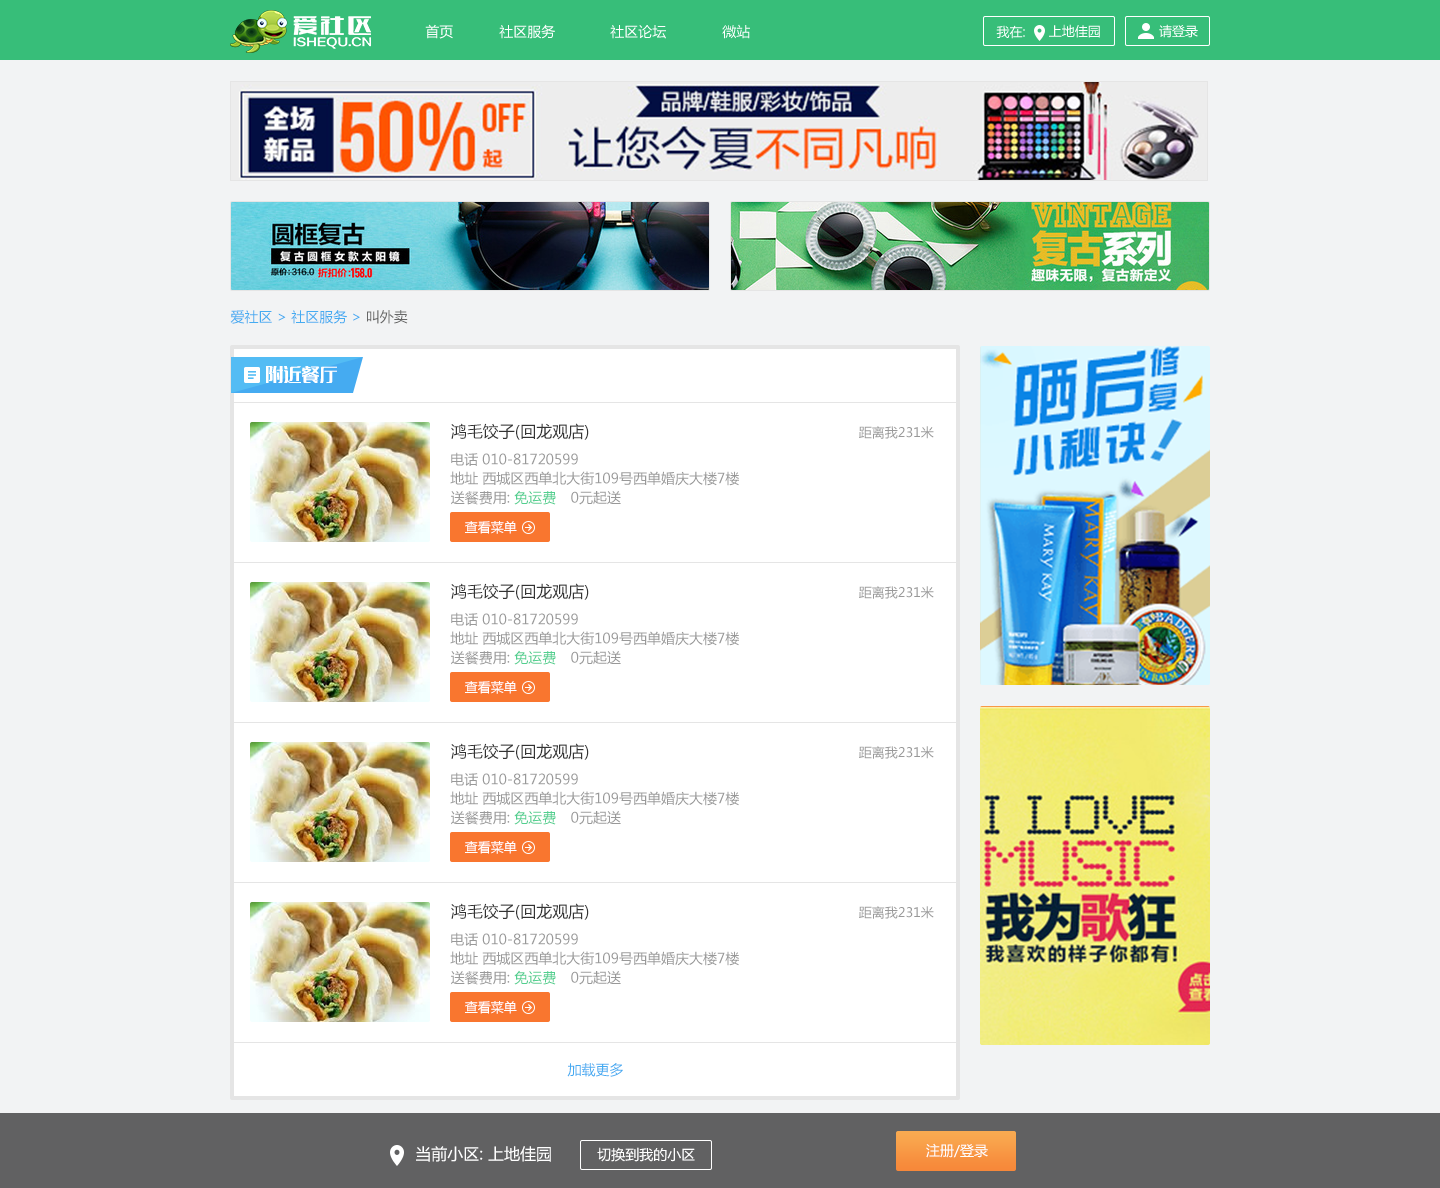 爱社区
ISHEQU.CN
首页
社区服务
社区论坛
微站
我在: 上地佳园
请登录
全场
新品
50% OFF
起
品牌/鞋服/彩妆/饰品
让您今夏不同凡响
圆框复古
复古圆框女款太阳镜
原价:316.0 折扣价:158.0
VINTAGE
复古系列
趣味无限，复古新定义
爱社区 > 社区服务 > 叫外卖
附近餐厅
鸿毛饺子(回龙观店)
距离我231米
电话 010-81720599
地址 西城区西单北大街109号西单婚庆大楼7楼
送餐费用: 免运费 0元起送
查看菜单
鸿毛饺子(回龙观店)
距离我231米
电话 010-81720599
地址 西城区西单北大街109号西单婚庆大楼7楼
送餐费用: 免运费 0元起送
查看菜单
鸿毛饺子(回龙观店)
距离我231米
电话 010-81720599
地址 西城区西单北大街109号西单婚庆大楼7楼
送餐费用: 免运费 0元起送
查看菜单
鸿毛饺子(回龙观店)
距离我231米
电话 010-81720599
地址 西城区西单北大街109号西单婚庆大楼7楼
送餐费用: 免运费 0元起送
查看菜单
加载更多
晒后修复
小秘诀!
MARY KAY
MARY KAY
BADGER
BALM
I LOVE
MUSIC
我为歌狂
我喜欢的样子你都有!
点击
查看
当前小区: 上地佳园
切换到我的小区
注册/登录